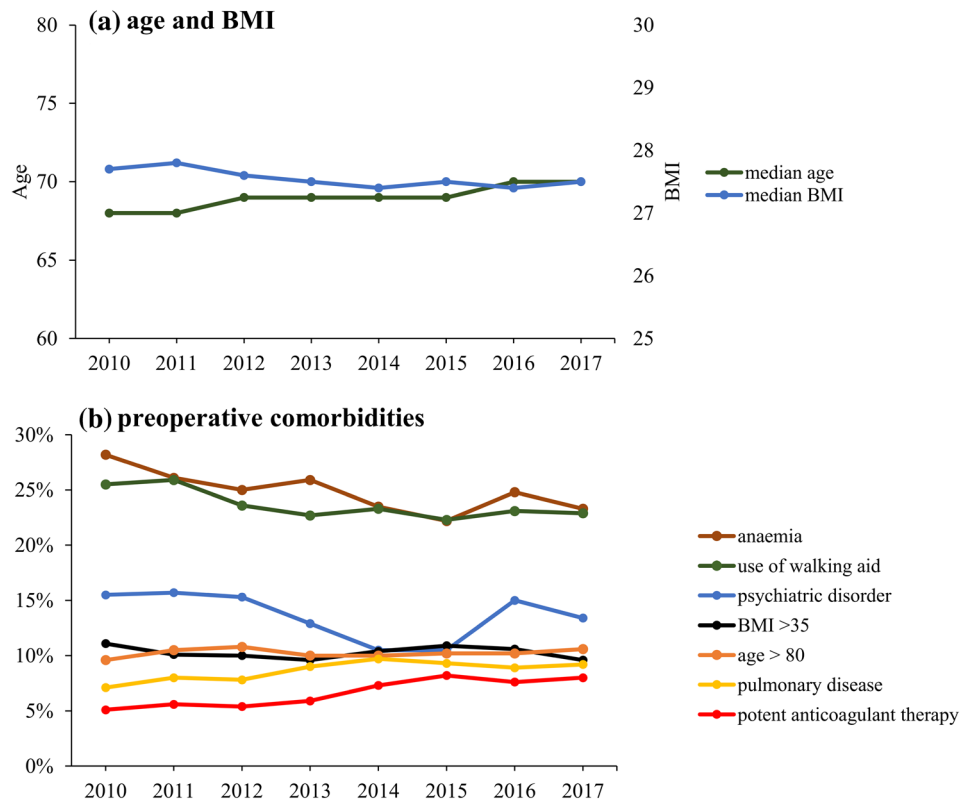 (a) age and BMI
80
75
70
65
60
Age
30
29
28
27
26
25
BMI
median age
median BMI
2010 2011 2012 2013 2014 2015 2016 2017
(b) preoperative comorbidities
30%
25%
20%
15%
10%
5%
0%
2010 2011 2012 2013 2014 2015 2016 2017
anaemia
use of walking aid
psychiatric disorder
BMI >35
age > 80
pulmonary disease
potent anticoagulant therapy